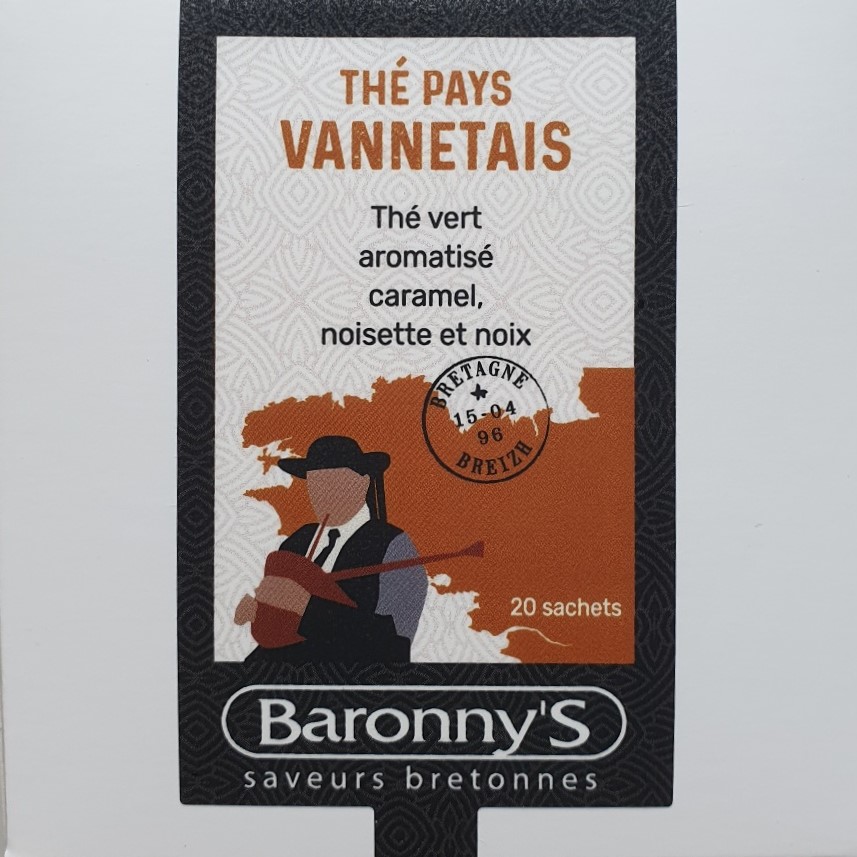 THÉ PAYS
VANNETAIS
Thé vert
aromatisé
caramel,
noisette et noix
BRETAGNE
15-04
96
BREIZH
20 sachets
Baronny'S
saveurs bretonnes